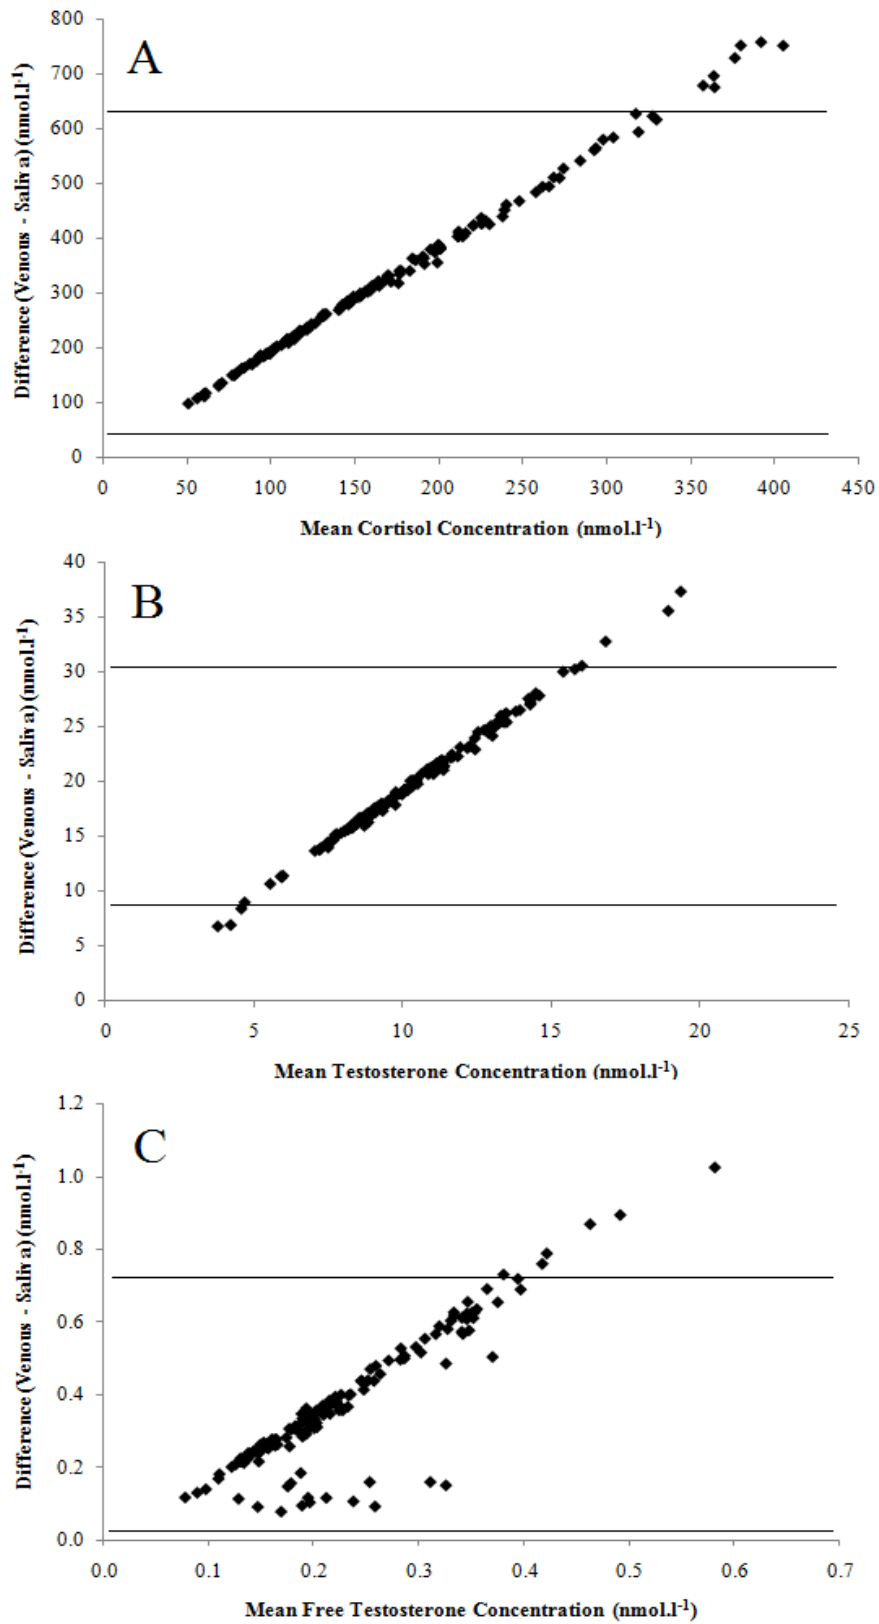 A
Difference (Venous - Saliva) (nmol.l-1)
800
700
600
500
400
300
200
100
0
0 50 100 150 200 250 300 350 400 450
Mean Cortisol Concentration (nmol.l-1)
B
Difference (Venous - Saliva) (nmol.l-1)
40
35
30
25
20
15
10
5
0
0 5 10 15 20 25
Mean Testosterone Concentration (nmol.l-1)
C
Difference (Venous - Saliva) (nmol.l-1)
1.2
1.0
0.8
0.6
0.4
0.2
0.0
0.0 0.1 0.2 0.3 0.4 0.5 0.6 0.7
Mean Free Testosterone Concentration (nmol.l-1)